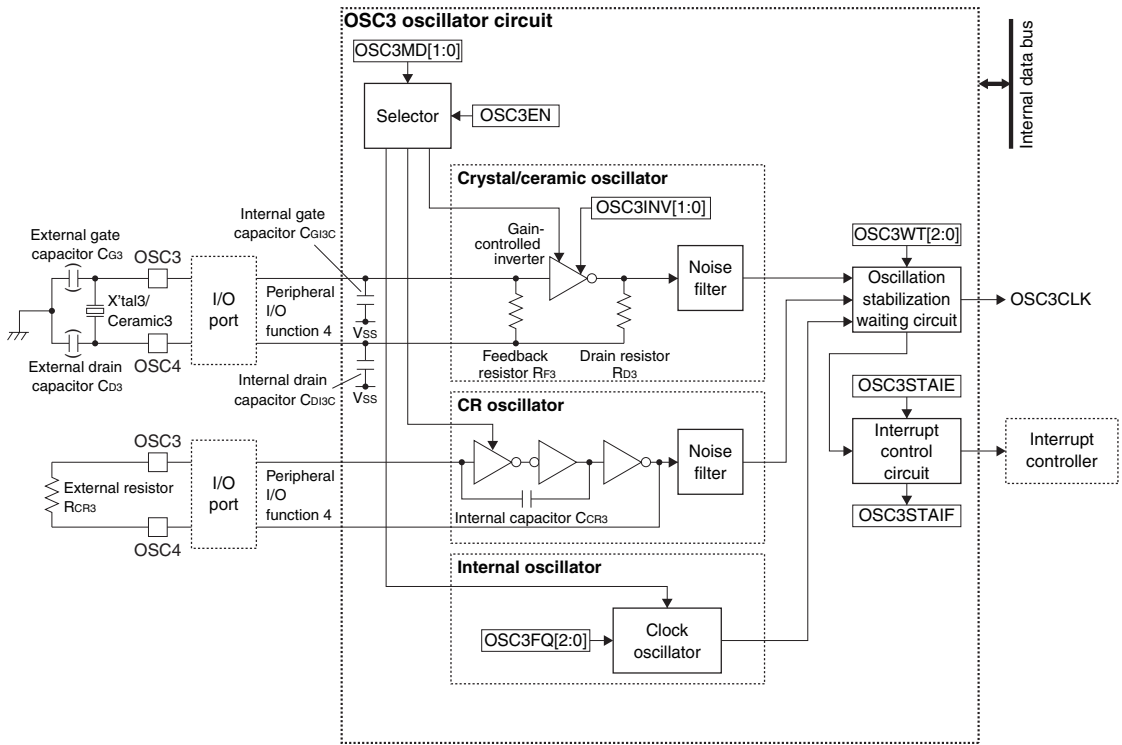 OSC3 oscillator circuit
OSC3MD[1:0]
Selector
OSC3EN
Internal data bus
Crystal/ceramic oscillator
OSC3INV[1:0]
Gain-
controlled
inverter
Noise
filter
Feedback
resistor RF3
Drain resistor
RD3
Internal gate
capacitor CGI3C
VSS
Internal drain
capacitor CDI3C
VSS
External gate
capacitor CG3
OSC3
X'tal3/
Ceramic3
OSC4
External drain
capacitor CD3
I/O
port
Peripheral
I/O
function 4
OSC3WT[2:0]
Oscillation
stabilization
waiting circuit
OSC3CLK
OSC3STAIE
Interrupt
control
circuit
OSC3STAIF
Interrupt
controller
CR oscillator
Noise
filter
Internal capacitor CCR3
OSC3
External resistor
RCR3
OSC4
I/O
port
Peripheral
I/O
function 4
Internal oscillator
OSC3FQ[2:0]
Clock
oscillator